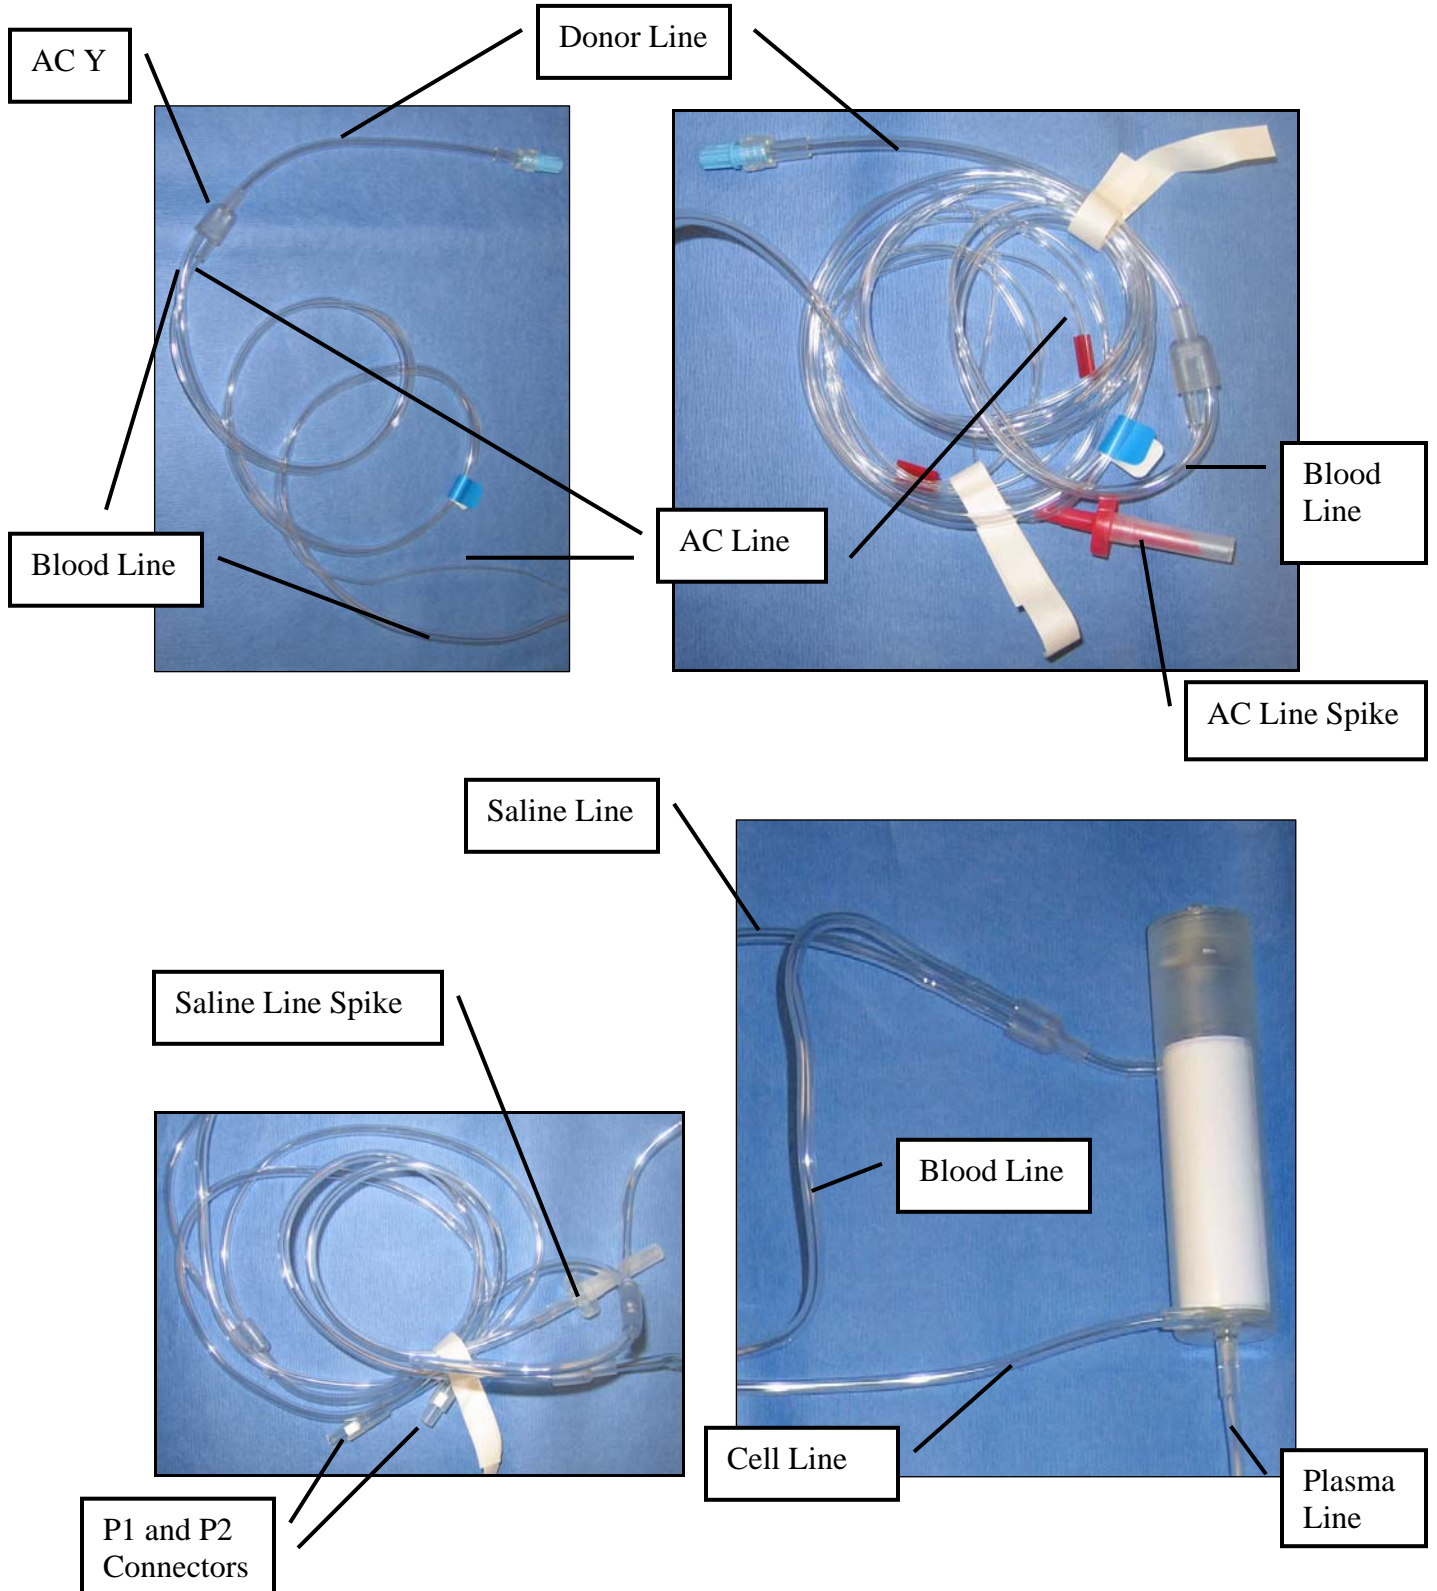 Donor Line
AC Y
Blood Line
AC Line
Blood
Line
AC Line Spike
Saline Line
Saline Line Spike
Blood Line
Cell Line
Plasma
Line
P1 and P2
Connectors